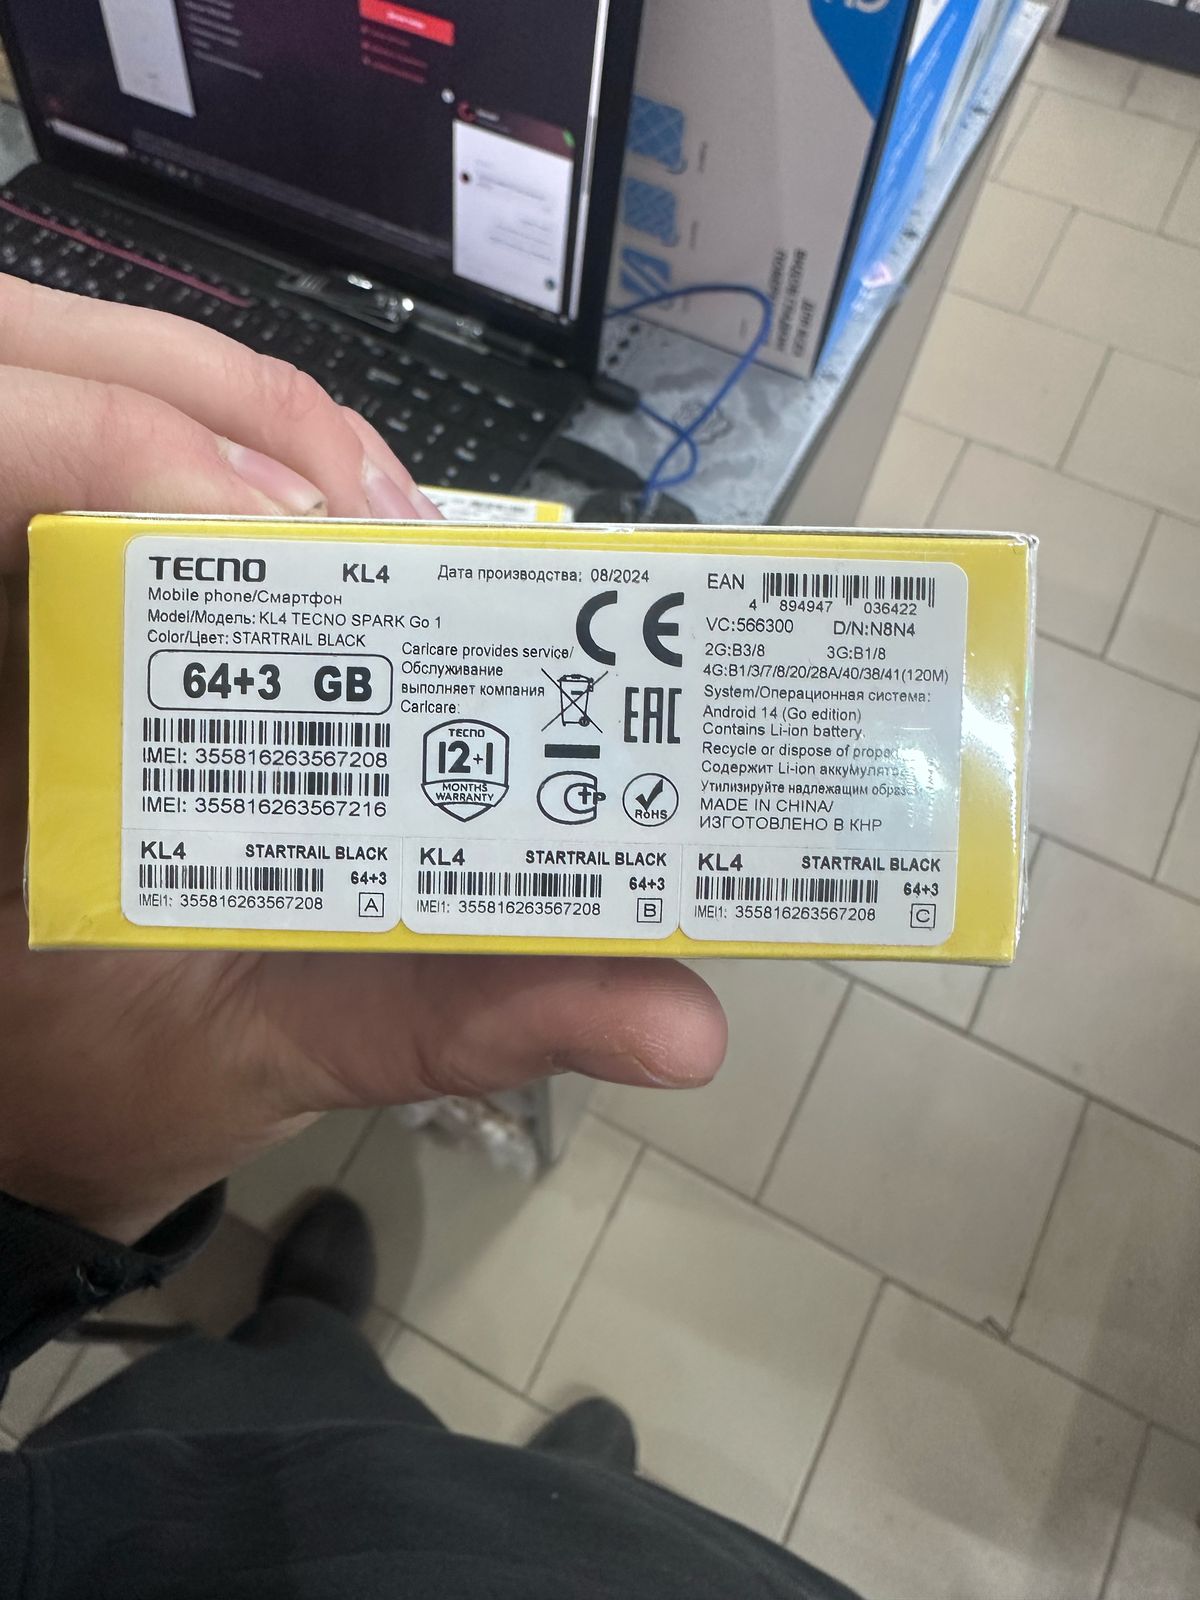 ДЛЯ ВСЕХ
TECNO KL4 Дата производства: 08/2024
Mobile phone/Смартфон
Model/Модель: KL4 TECNO SPARK Go 1
Color/Цвет: STARTRAIL BLACK
64+3 GB
IMEI: 355816263567208
IMEI: 355816263567216
Carlcare provides service/
Обслуживание
выполняет компания
Carlcare:
TECNO
12+1
MONTHS
WARRANTY
CE
EAC
RoHS
EAN
4 894947 036422
VC:566300 D/N:N8N4
2G:B3/8 3G:B1/8
4G:B1/3/7/8/20/28A/40/38/41(120M)
System/Операционная система:
Android 14 (Go edition)
Contains Li-ion battery.
Recycle or dispose of
Содержит Li-ion
Утилизируйте надлежащим
MADE IN CHINA/
ИЗГОТОВЛЕНО В КНР
KL4 STARTRAIL BLACK
64+3
IMEI1: 355816263567208 A
KL4 STARTRAIL BLACK
64+3
IMEI1: 355816263567208 B
KL4 STARTRAIL BLACK
64+3
IMEI1: 355816263567208 C